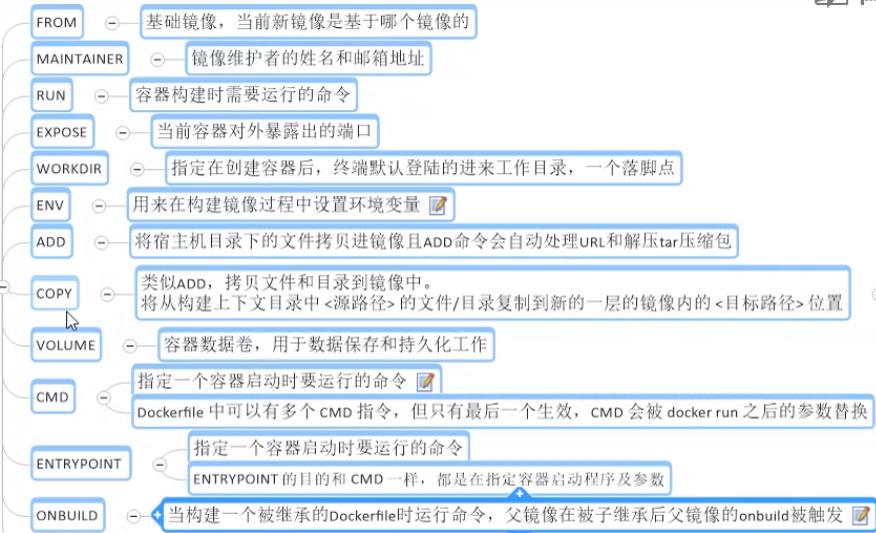 FROM 基础镜像，当前新镜像是基于哪个镜像的
MAINTAINER 镜像维护者的姓名和邮箱地址
RUN 容器构建时需要运行的命令
EXPOSE 当前容器对外暴露出的端口
WORKDIR 指定在创建容器后，终端默认登陆的进来工作目录，一个落脚点
ENV 用来在构建镜像过程中设置环境变量
ADD 将宿主机目录下的文件拷贝进镜像且ADD命令会自动处理URL和解压tar压缩包
COPY 类似ADD，拷贝文件和目录到镜像中。
将从构建上下文目录中 <源路径> 的文件/目录复制到新的一层的镜像内的 <目标路径> 位置
VOLUME 容器数据卷，用于数据保存和持久化工作
CMD 指定一个容器启动时要运行的命令
Dockerfile 中可以有多个 CMD 指令，但只有最后一个生效，CMD 会被 docker run 之后的参数替换
ENTRYPOINT 指定一个容器启动时要运行的命令
ENTRYPOINT 的目的和 CMD 一样，都是在指定容器启动程序及参数
ONBUILD 当构建一个被继承的Dockerfile时运行命令，父镜像在被子继承后父镜像的onbuild被触发